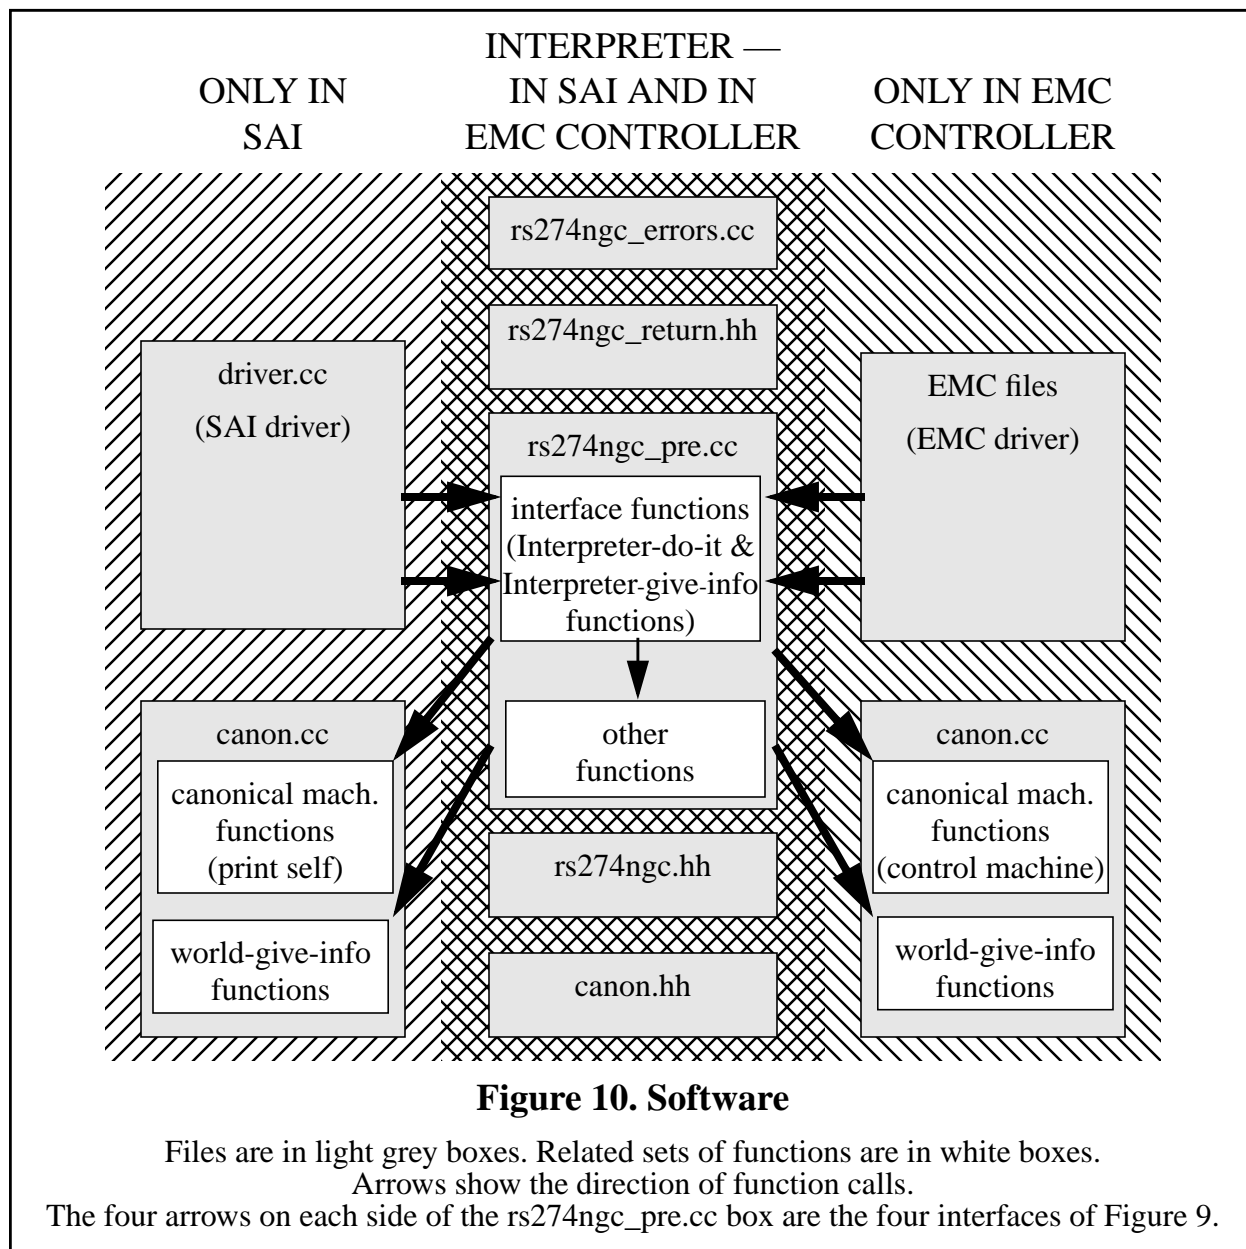 ONLY IN
SAI
INTERPRETER —
IN SAI AND IN
EMC CONTROLLER
ONLY IN EMC
CONTROLLER
driver.cc
(SAI driver)
canon.cc
canonical mach.
functions
(print self)
world-give-info
functions
rs274ngc_errors.cc
rs274ngc_return.hh
rs274ngc_pre.cc
interface functions
(Interpreter-do-it &
Interpreter-give-info
functions)
other
functions
rs274ngc.hh
canon.hh
EMC files
(EMC driver)
canon.cc
canonical mach.
functions
(control machine)
world-give-info
functions
Figure 10. Software
Files are in light grey boxes. Related sets of functions are in white boxes.
Arrows show the direction of function calls.
The four arrows on each side of the rs274ngc_pre.cc box are the four interfaces of Figure 9.